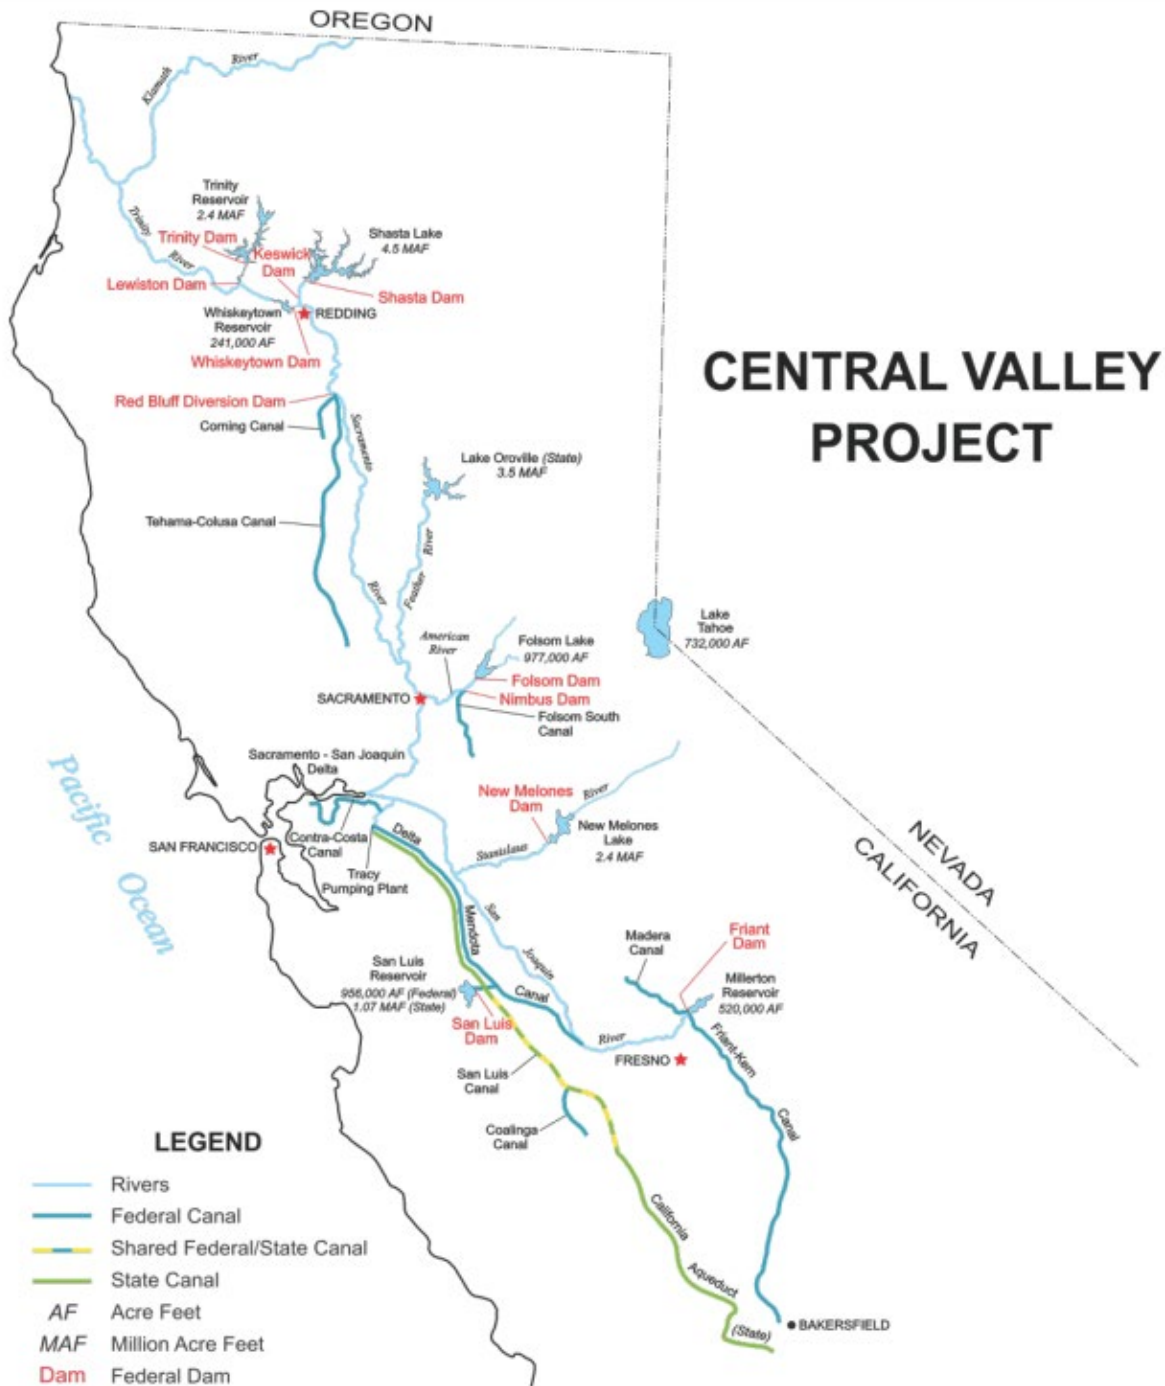 OREGON
Klamath
River
Trinity
Reservoir
2.4 MAF
Trinity
River
Trinity Dam
Keswick
Dam
Shasta Lake
4.5 MAF
Lewiston Dam
Shasta Dam
Whiskeytown
Reservoir
241,000 AF
REDDING
Whiskeytown Dam
CENTRAL VALLEY
PROJECT
Red Bluff Diversion Dam
Corning Canal
Sacramento
River
Lake Oroville (State)
3.5 MAF
Tehama-Colusa Canal
Feather
River
American
River
Folsom Lake
977,000 AF
Lake
Tahoe
732,000 AF
Folsom Dam
Nimbus Dam
SACRAMENTO
Folsom South
Canal
Sacramento - San Joaquin
Delta
Pacific
Ocean
New Melones
Dam
River
New Melones
Lake
2.4 MAF
Stanislaus
SAN FRANCISCO
Contra-Costa
Canal
Tracy
Pumping Plant
Delta
Mendota
Canal
NEVADA
CALIFORNIA
San
Joaquin
River
Madera
Canal
Friant
Dam
Millerton
Reservoir
520,000 AF
San Luis
Reservoir
956,000 AF (Federal)
1.07 MAF (State)
San Luis
Dam
FRESNO
Friant-Kern
Canal
San Luis
Canal
Coalinga
Canal
California
Aqueduct
(State)
BAKERSFIELD
LEGEND
Rivers
Federal Canal
Shared Federal/State Canal
State Canal
AF Acre Feet
MAF Million Acre Feet
Dam Federal Dam